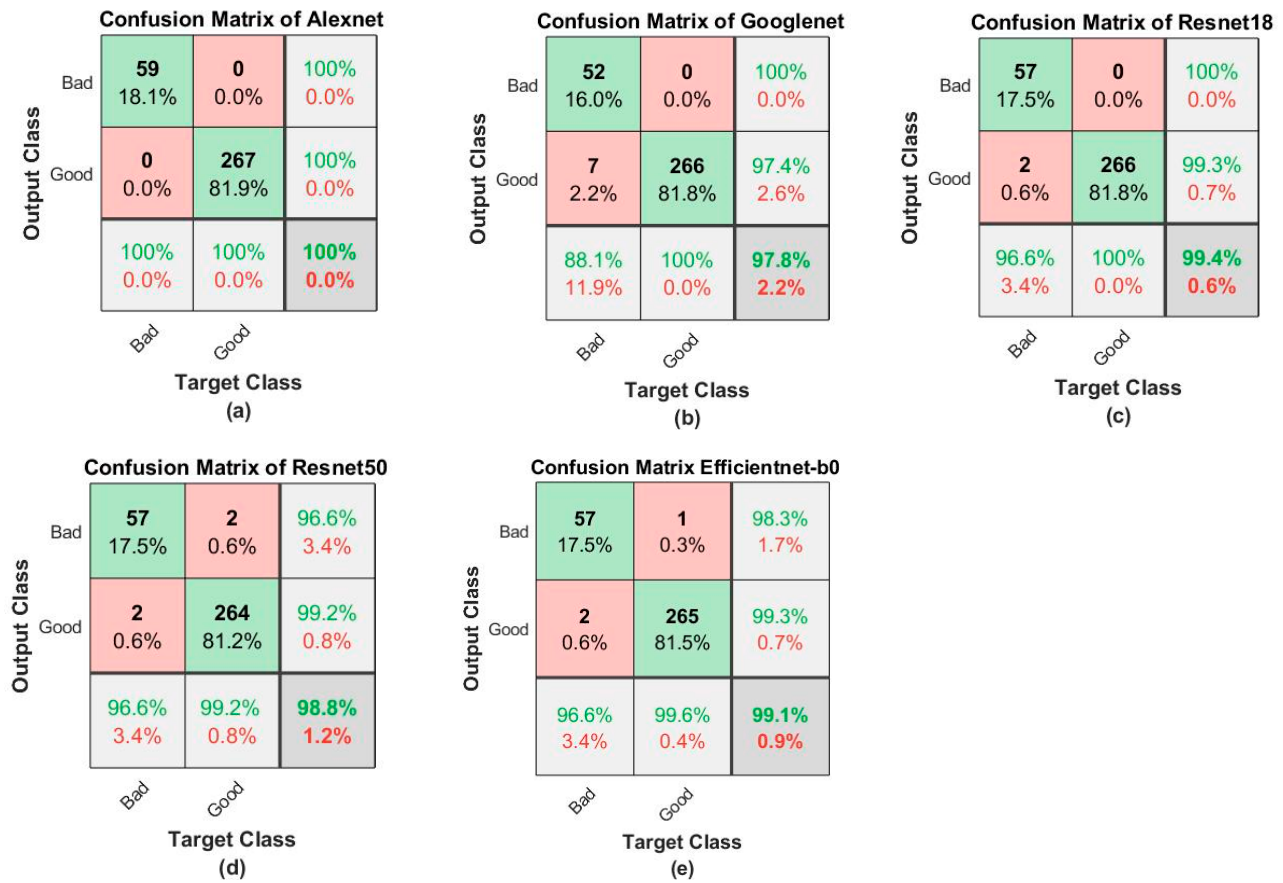 Confusion Matrix of Alexnet
Bad
59
0
100%
18.1%
0.0%
0.0%
Good
0
267
100%
0.0%
81.9%
0.0%
100%
100%
100%
0.0%
0.0%
0.0%
Bad
Good
Output Class
Target Class
(a)
Confusion Matrix of Googlenet
Bad
52
0
100%
16.0%
0.0%
0.0%
Good
7
266
97.4%
2.2%
81.8%
2.6%
88.1%
100%
97.8%
11.9%
0.0%
2.2%
Bad
Good
Output Class
Target Class
(b)
Confusion Matrix of Resnet18
Bad
57
0
100%
17.5%
0.0%
0.0%
Good
2
266
99.3%
0.6%
81.8%
0.7%
96.6%
100%
99.4%
3.4%
0.0%
0.6%
Bad
Good
Output Class
Target Class
(c)
Confusion Matrix of Resnet50
Bad
57
2
96.6%
17.5%
0.6%
3.4%
Good
2
264
99.2%
0.6%
81.2%
0.8%
96.6%
99.2%
98.8%
3.4%
0.8%
1.2%
Bad
Good
Output Class
Target Class
(d)
Confusion Matrix Efficientnet-b0
Bad
57
1
98.3%
17.5%
0.3%
1.7%
Good
2
265
99.3%
0.6%
81.5%
0.7%
96.6%
99.6%
99.1%
3.4%
0.4%
0.9%
Bad
Good
Output Class
Target Class
(e)